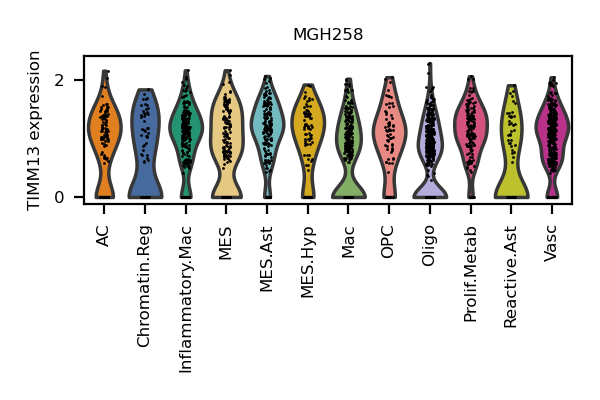 MGH258
TIMM13 expression
2
0
AC
Chromatin.Reg
Inflammatory.Mac
MES
MES.Ast
MES.Hyp
Mac
OPC
Oligo
Prolif.Metab
Reactive.Ast
Vasc